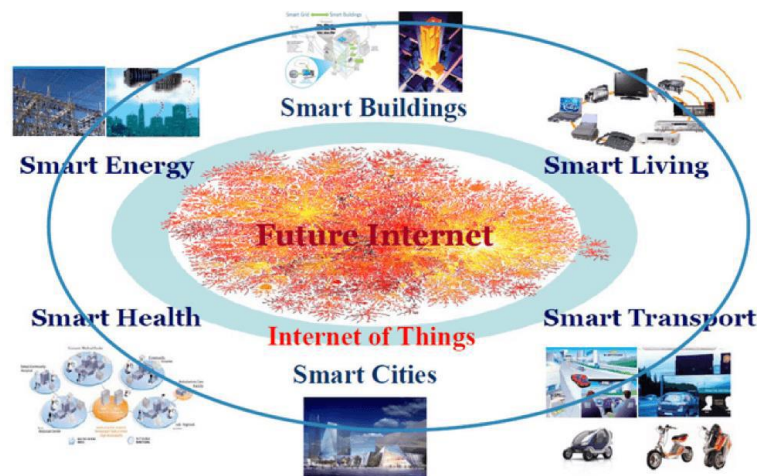 Smart Buildings
Smart Energy
Smart Living
Future Internet
Smart Health
Smart Transport
Internet of Things
Smart Cities